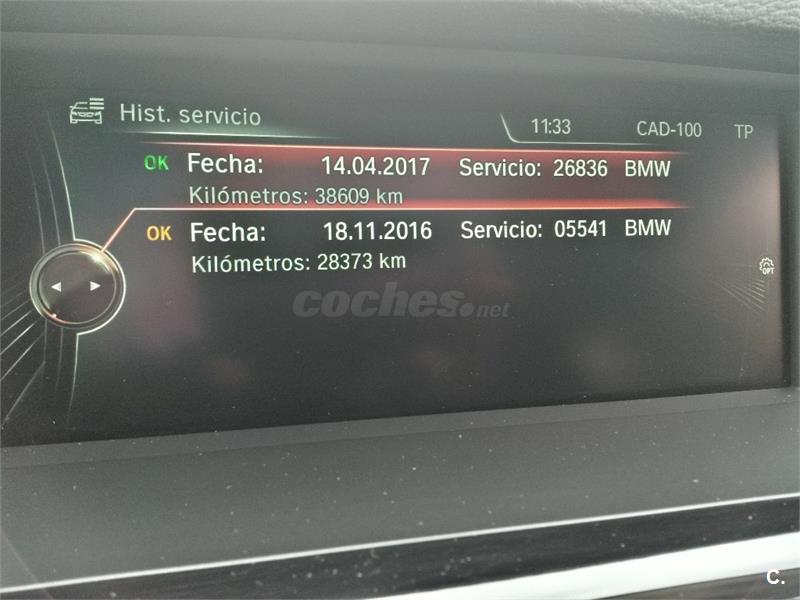 Hist. servicio
11:33 CAD-100 TP
OK Fecha: 14.04.2017 Servicio: 26836 BMW
Kilómetros: 38609 km
OK Fecha: 18.11.2016 Servicio: 05541 BMW
Kilómetros: 28373 km
OPT
coches.net
C.